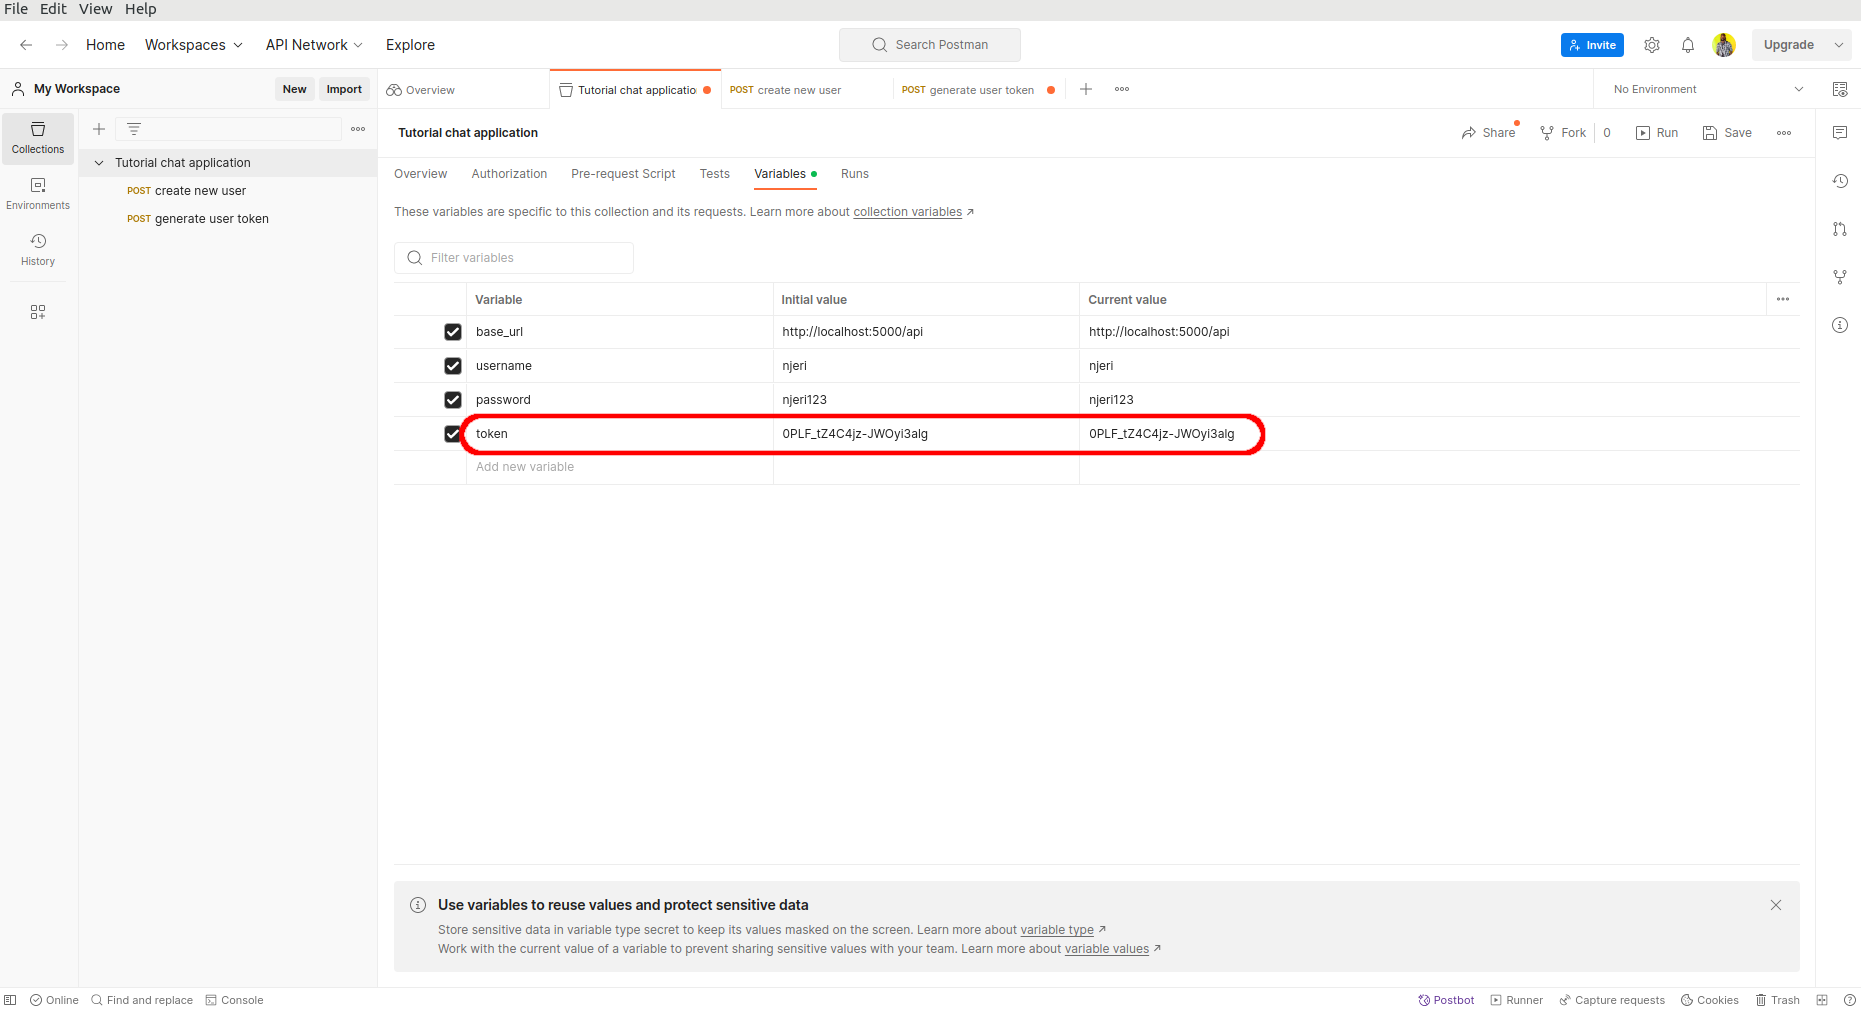 File Edit View Help
Home Workspaces API Network Explore Search Postman Invite Upgrade
My Workspace New Import Overview Tutorial chat applicatio POST create new user POST generate user token No Environment
Collections
Environments
History
Tutorial chat application
POST create new user
POST generate user token
Tutorial chat application Share Fork 0 Run Save
Overview Authorization Pre-request Script Tests Variables Runs
These variables are specific to this collection and its requests. Learn more about collection variables ↗
Filter variables
Variable Initial value Current value
base_url http://localhost:5000/api http://localhost:5000/api
username njeri njeri
password njeri123 njeri123
token 0PLF_tZ4C4jz-JWOyi3alg 0PLF_tZ4C4jz-JWOyi3alg
Add new variable
Use variables to reuse values and protect sensitive data
Store sensitive data in variable type secret to keep its values masked on the screen. Learn more about variable type ↗
Work with the current value of a variable to prevent sharing sensitive values with your team. Learn more about variable values ↗
Online Find and replace Console Postbot Runner Capture requests Cookies Trash